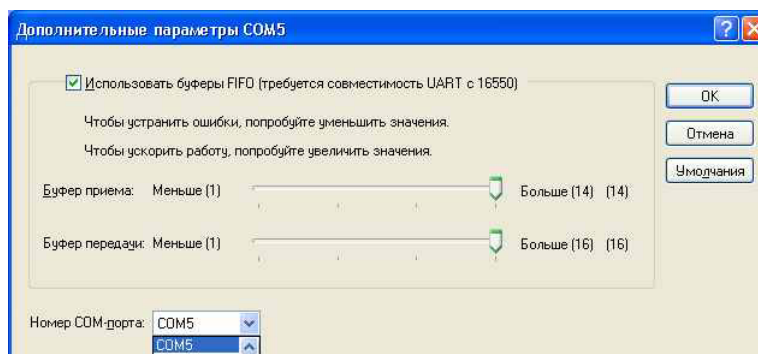 Дополнительные параметры COM5
Использовать буферы FIFO (требуется совместимость UART с 16550)
OK
Чтобы устранить ошибки, попробуйте уменьшить значения.
Отмена
Чтобы ускорить работу, попробуйте увеличить значения.
Умолчания
Буфер приема: Меньше (1) Больше (14) (14)
Буфер передачи: Меньше (1) Больше (16) (16)
Номер COM-порта: COM5
COM5